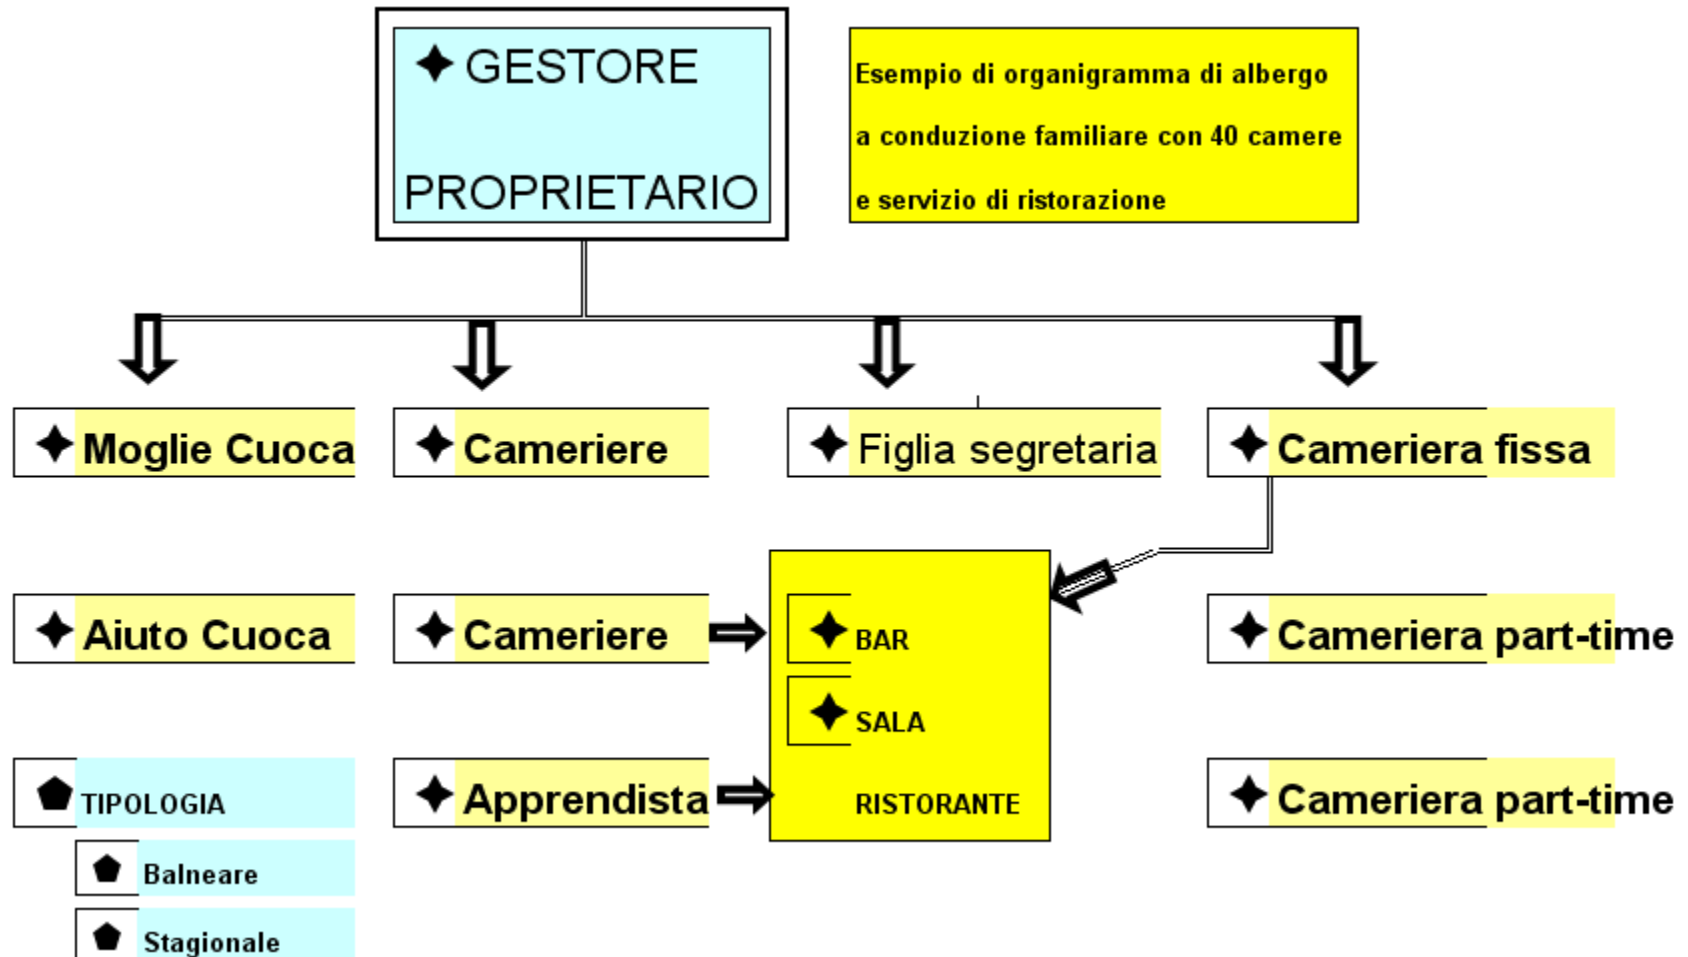 GESTORE
PROPRIETARIO
Esempio di organigramma di albergo
a conduzione familiare con 40 camere
e servizio di ristorazione
Moglie Cuoca
Cameriere
Figlia segretaria
Cameriera fissa
Aiuto Cuoca
Cameriere
BAR
Cameriera part-time
SALA
TIPOLOGIA
Apprendista
RISTORANTE
Cameriera part-time
Balneare
Stagionale